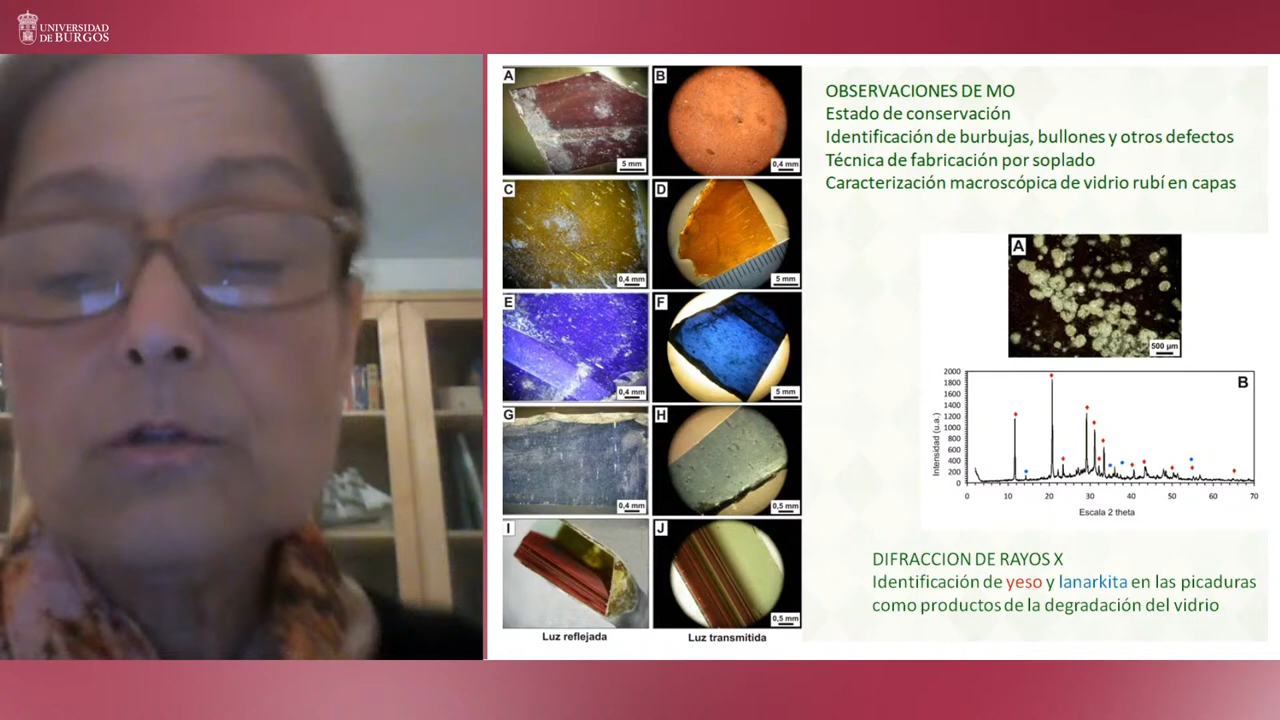 UNIVERSIDAD
DE BURGOS
A
5 mm
B
0,4 mm
C
0,4 mm
D
5 mm
E
0,4 mm
F
5 mm
G
0,4 mm
H
0,5 mm
I
J
0,5 mm
Luz reflejada
Luz transmitida
OBSERVACIONES DE MO
Estado de conservación
Identificación de burbujas, bullones y otros defectos
Técnica de fabricación por soplado
Caracterización macroscópica de vidrio rubí en capas
A
500 µm
B
Intensidad (u.a.)
2000
1800
1600
1400
1200
1000
800
600
400
200
0
0 10 20 30 40 50 60 70
Escala 2 theta
DIFRACCION DE RAYOS X
Identificación de yeso y lanarkita en las picaduras
como productos de la degradación del vidrio